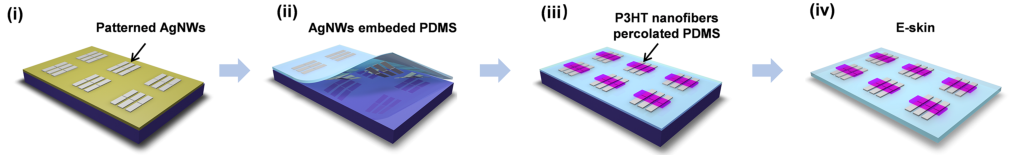 (i)
Patterned AgNWs
(ii)
AgNWs embeded PDMS
(iii)
P3HT nanofibers
percolated PDMS
(iv)
E-skin